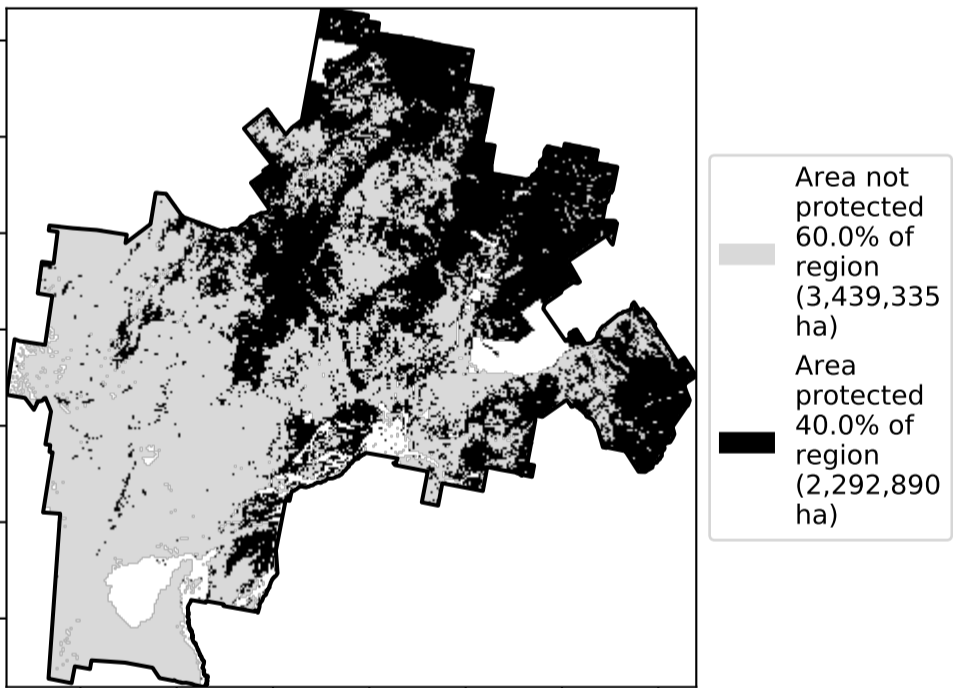 Area not
protected
60.0% of
region
(3,439,335
ha)
Area
protected
40.0% of
region
(2,292,890
ha)